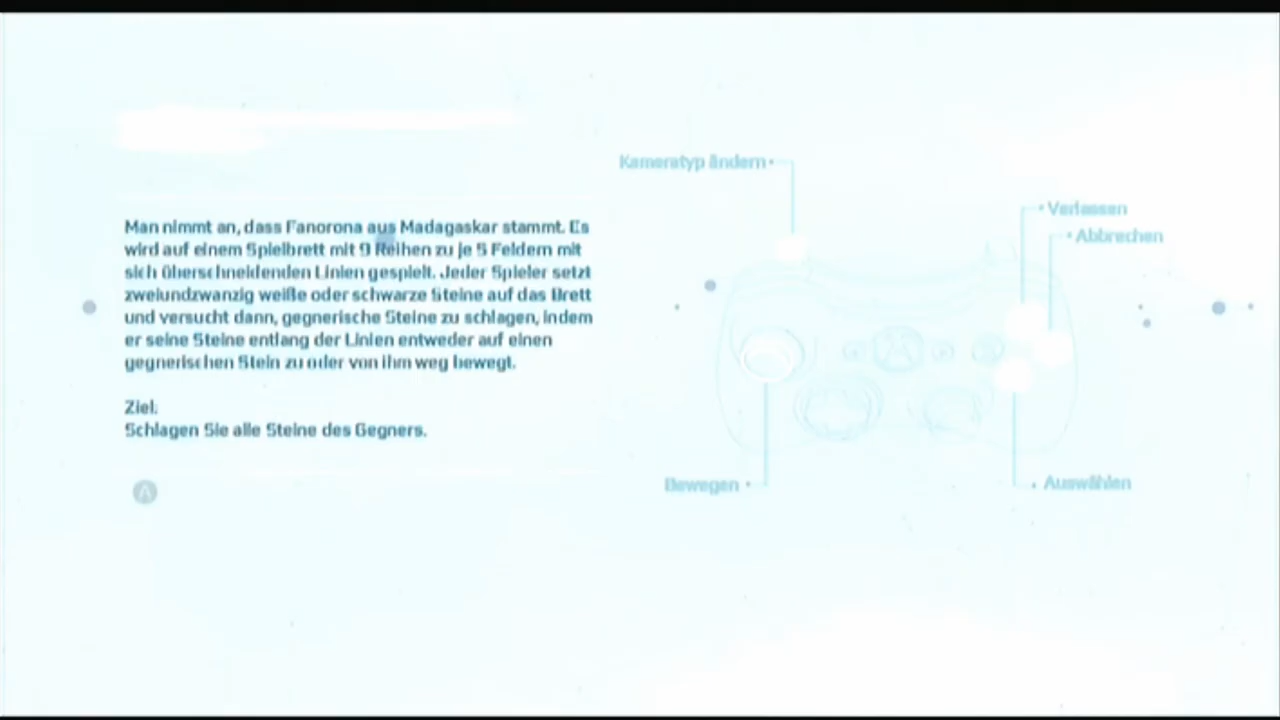 Man nimmt an, dass Fanorona aus Madagaskar stammt. Es
wird auf einem Spielbrett mit 9 Reihen zu je 5 Feldern mit
sich überschneidenden Linien gespielt. Jeder Spieler setzt
zweiundzwanzig weiße oder schwarze Steine auf das Brett
und versucht dann, gegnerische Steine zu schlagen, indem
er seine Steine entlang der Linien entweder auf einen
gegnerischen Stein zu oder von ihm weg bewegt.
Ziel:
Schlagen Sie alle Steine des Gegners.
A
Kameratyp ändern
Verlassen
Abbrechen
Bewegen
Auswählen